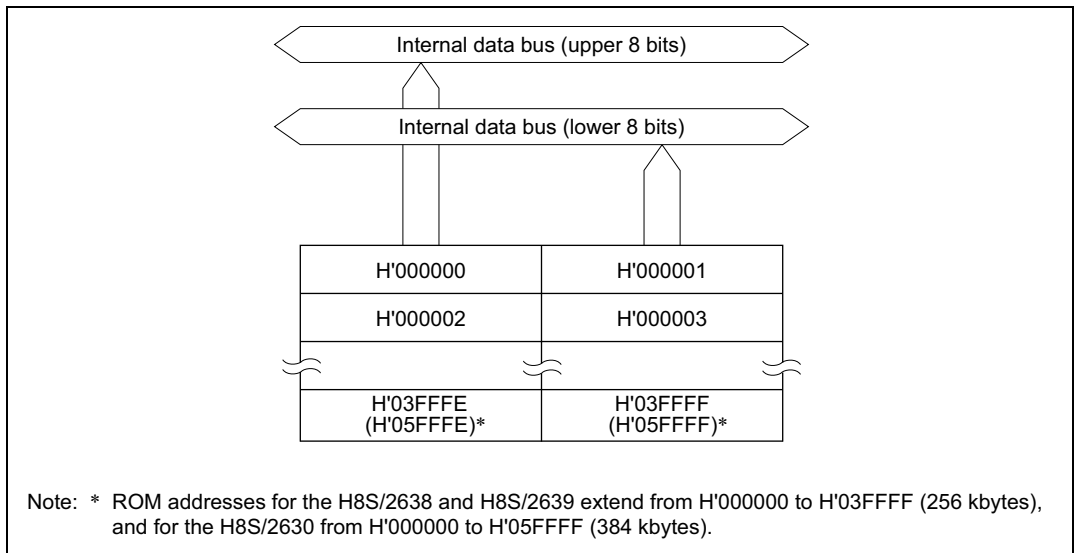 Internal data bus (upper 8 bits)
Internal data bus (lower 8 bits)
H'000000
H'000001
H'000002
H'000003
H'03FFFE
(H'05FFFE)*
H'03FFFF
(H'05FFFF)*
Note: * ROM addresses for the H8S/2638 and H8S/2639 extend from H'000000 to H'03FFFF (256 kbytes),
and for the H8S/2630 from H'000000 to H'05FFFF (384 kbytes).